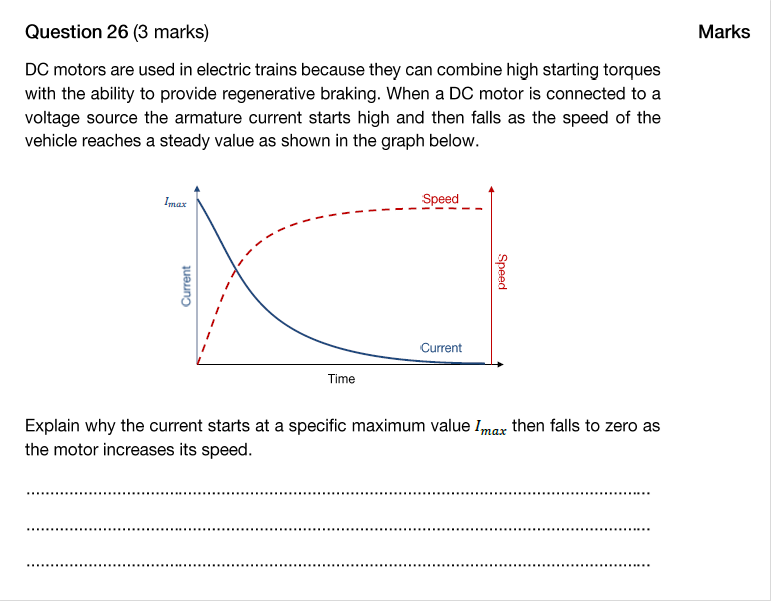 Question 26 (3 marks) Marks
DC motors are used in electric trains because they can combine high starting torques
with the ability to provide regenerative braking. When a DC motor is connected to a
voltage source the armature current starts high and then falls as the speed of the
vehicle reaches a steady value as shown in the graph below.
Imax
Speed
Current
Speed
Current
Time
Explain why the current starts at a specific maximum value Imax then falls to zero as
the motor increases its speed.